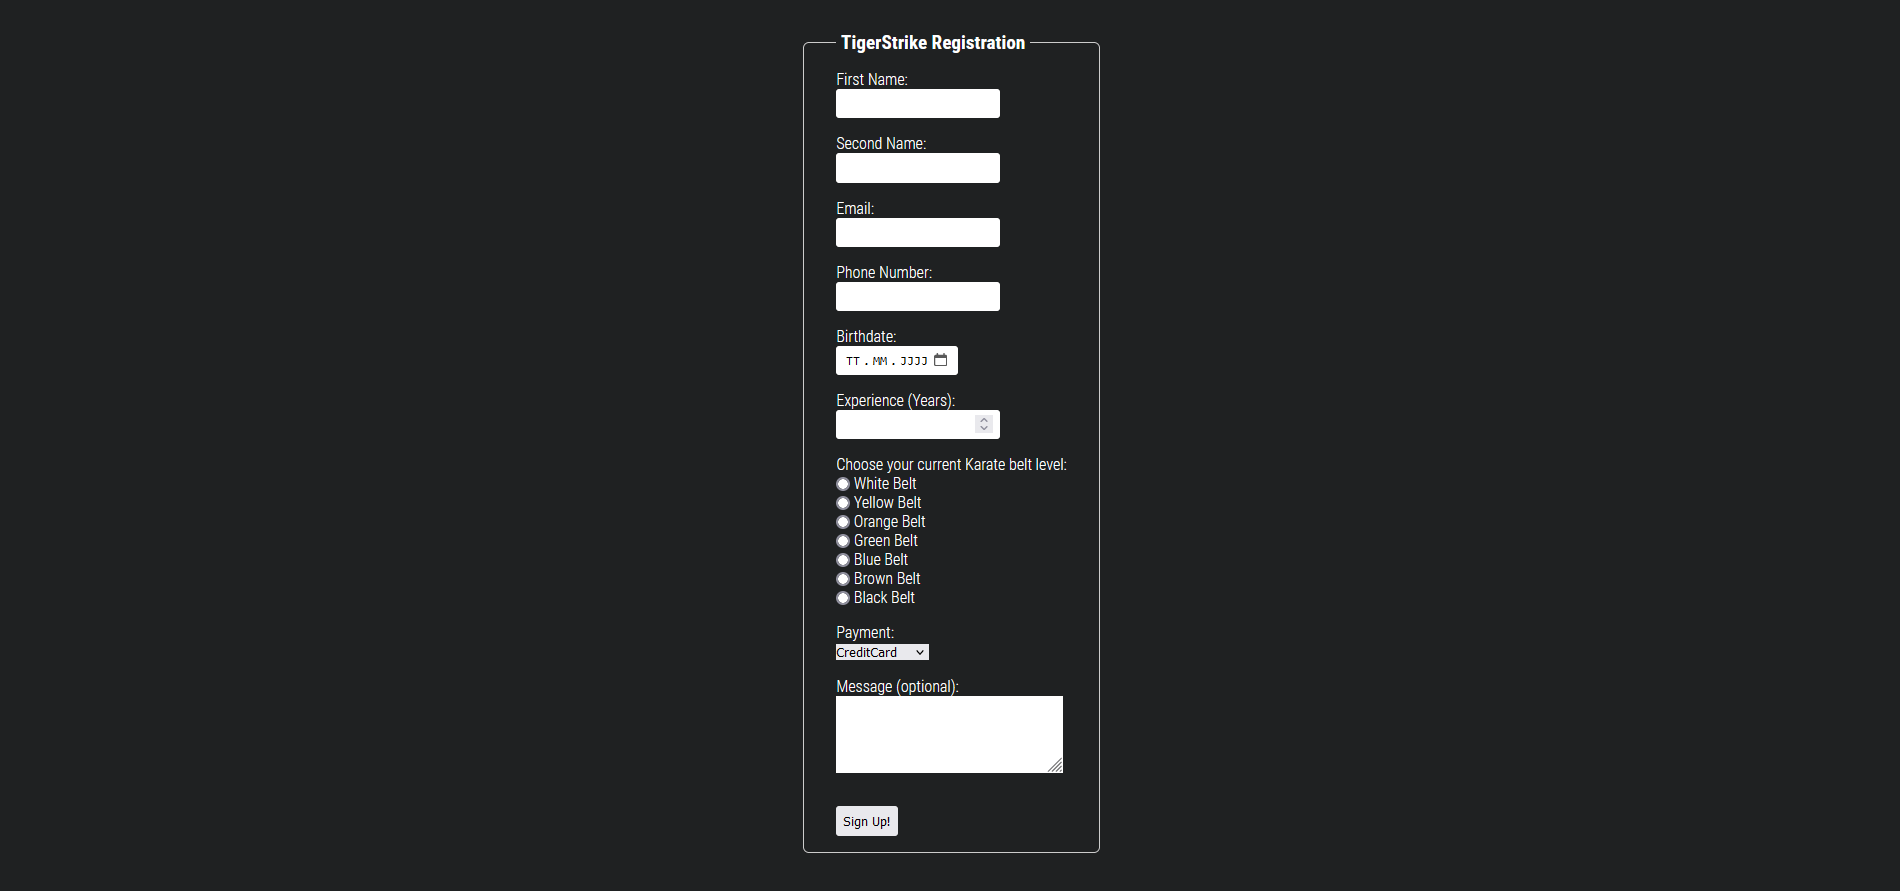 TigerStrike Registration
First Name:
Second Name:
Email:
Phone Number:
Birthdate:
TT.MM.JJJJ
Experience (Years):
Choose your current Karate belt level:
White Belt
Yellow Belt
Orange Belt
Green Belt
Blue Belt
Brown Belt
Black Belt
Payment:
CreditCard
Message (optional):
Sign Up!